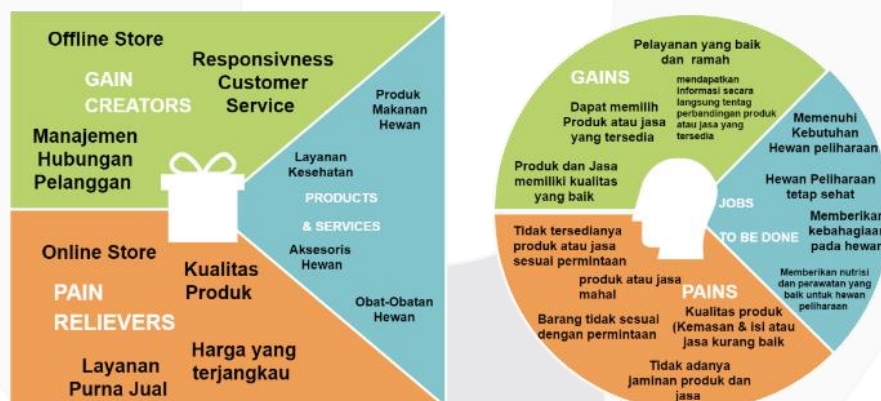 Offline Store
GAIN
CREATORS
Responsivness
Customer
Service
Manajemen
Hubungan
Pelanggan
Produk
Makanan
Hewan
Layanan
Kesehatan
PRODUCTS
& SERVICES
Aksesoris
Hewan
Obat-Obatan
Hewan
Online Store
PAIN
RELIEVERS
Kualitas
Produk
Layanan
Purna Jual
Harga yang
terjangkau
Pelayanan yang baik
dan ramah
GAINS
mendapatkan
informasi secara
langsung tentag
perbandingan produk
atau jasa yang
tersedia
Dapat memilih
Produk atau jasa
yang tersedia
Produk dan Jasa
memiliki kualitas
yang baik
Memenuhi
Kebutuhan
Hewan peliharaan
Hewan Peliharaan
tetap sehat
JOBS
TO BE DONE
Memberikan
kebahagiaan
pada hewan
Memberikan nutrisi
dan perawatan yang
baik untuk hewan
peliharaan
Tidak tersedianya
produk atau jasa
sesuai permintaan
produk atau jasa
mahal
PAINS
Barang tidak sesuai
dengan permintaan
Kualitas produk
(Kemasan & isi atau
jasa kurang baik
Tidak adanya
jaminan produk dan
jasa